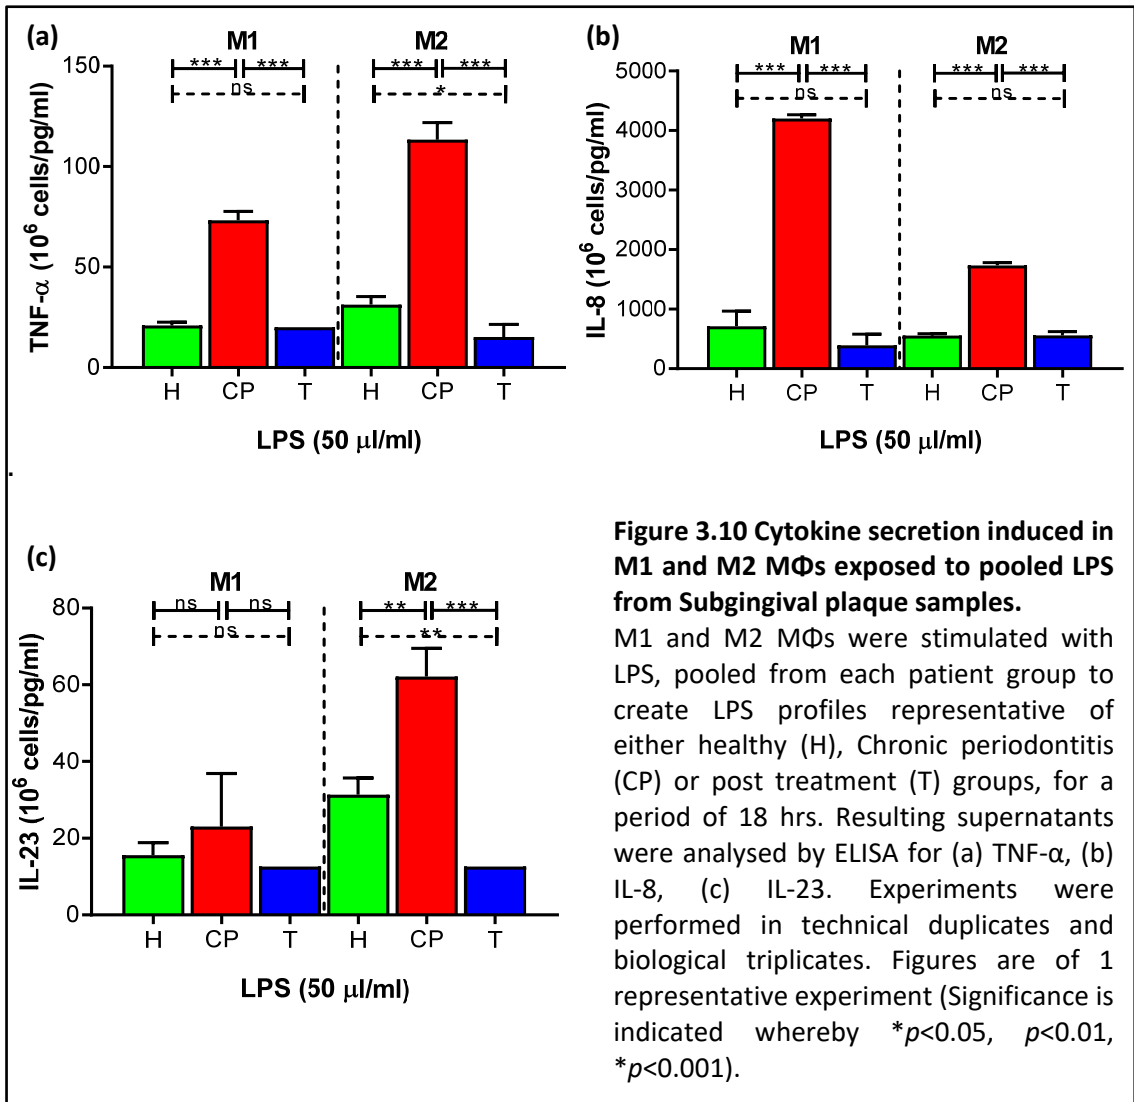 (a)
M1
M2
*** ***
*** ***
ns
*
TNF-α (10⁶ cells/pg/ml)
150
100
50
0
H CP T H CP T
LPS (50 µl/ml)
(b)
M1
M2
*** ***
*** ***
ns
ns
IL-8 (10⁶ cells/pg/ml)
5000
4000
3000
2000
1000
0
H CP T H CP T
LPS (50 µl/ml)
.
(c)
M1
M2
ns ns
** ***
ns
**
IL-23 (10⁶ cells/pg/ml)
80
60
40
20
0
H CP T H CP T
LPS (50 µl/ml)
Figure 3.10 Cytokine secretion induced in
M1 and M2 MΦs exposed to pooled LPS
from Subgingival plaque samples.
M1 and M2 MΦs were stimulated with
LPS, pooled from each patient group to
create LPS profiles representative of
either healthy (H), Chronic periodontitis
(CP) or post treatment (T) groups, for a
period of 18 hrs. Resulting supernatants
were analysed by ELISA for (a) TNF-α, (b)
IL-8, (c) IL-23. Experiments were
performed in technical duplicates and
biological triplicates. Figures are of 1
representative experiment (Significance is
indicated whereby *p<0.05, p<0.01,
*p<0.001).